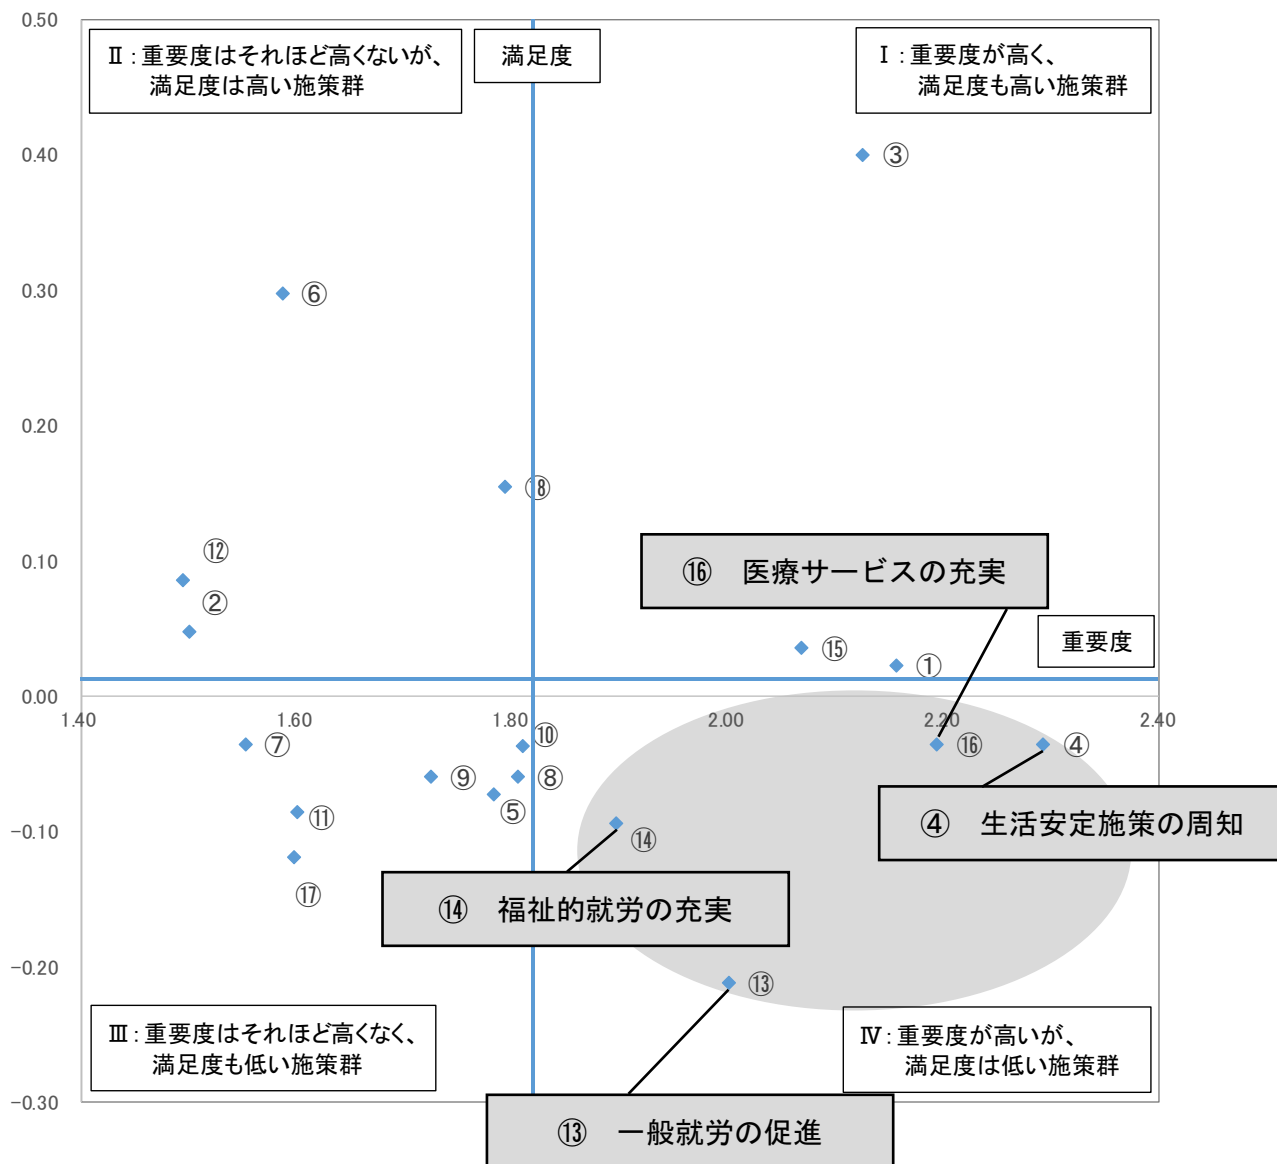 0.50
Ⅱ：重要度はそれほど高くないが、
満足度は高い施策群
満足度
Ⅰ：重要度が高く、
満足度も高い施策群
0.40
③
0.30
⑥
0.20
⑱
0.10
⑫
②
⑯　医療サービスの充実
⑮
①
重要度
0.00
1.40
1.60
1.80
2.00
2.20
2.40
⑦
⑩
⑯
④
⑨
⑧
⑤
④　生活安定施策の周知
−0.10
⑪
⑭
⑰
⑭　福祉的就労の充実
−0.20
⑬
Ⅲ：重要度はそれほど高くなく、
満足度も低い施策群
Ⅳ：重要度が高いが、
満足度は低い施策群
−0.30
⑬　一般就労の促進